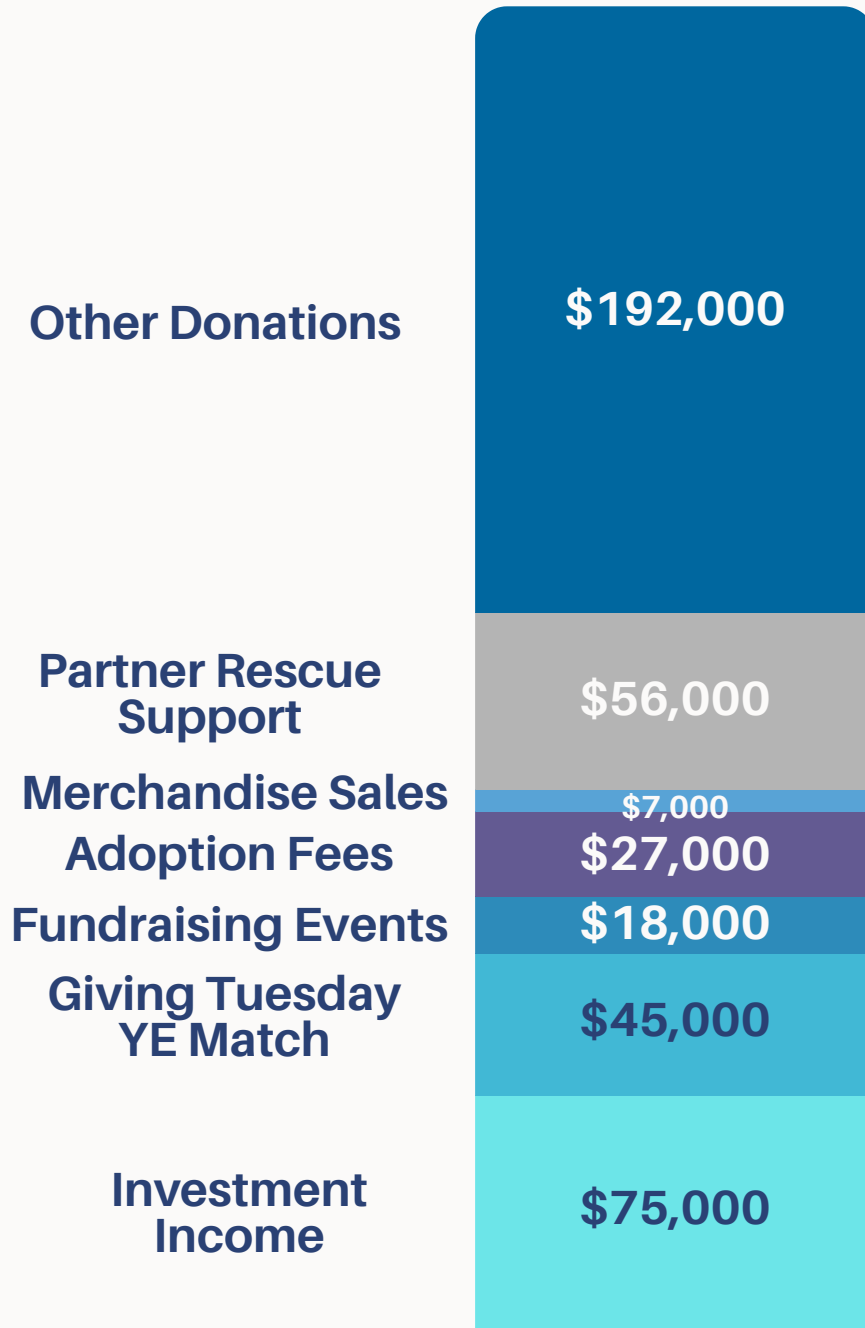 Other Donations
$192,000
Partner Rescue
Support
$56,000
Merchandise Sales
$7,000
Adoption Fees
$27,000
Fundraising Events
$18,000
Giving Tuesday
YE Match
$45,000
Investment
Income
$75,000